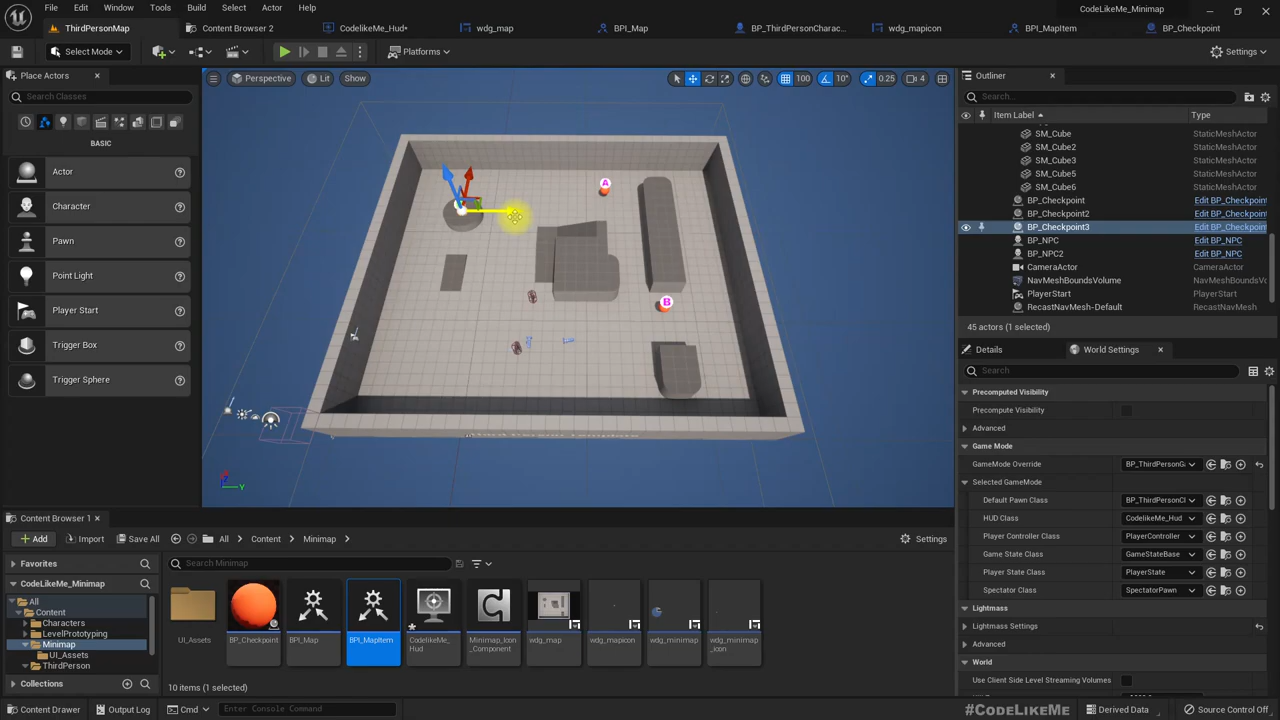 File Edit Window Tools Build Select Actor Help
CodeLikeMe_Minimap
ThirdPersonMap Content Browser 2 CodelikeMe_Hud* wdg_map BPI_Map BP_ThirdPersonCharac... wdg_mapicon BPI_MapItem BP_Checkpoint
Select Mode Platforms Settings
Place Actors
Search Classes
BASIC
Actor
Character
Pawn
Point Light
Player Start
Trigger Box
Trigger Sphere
Perspective Lit Show 100 10° 0.25 4
A
B
Z
Y
Outliner
Search...
Item Label Type
SM_Cube StaticMeshActor
SM_Cube2 StaticMeshActor
SM_Cube3 StaticMeshActor
SM_Cube5 StaticMeshActor
SM_Cube6 StaticMeshActor
BP_Checkpoint Edit BP_Checkpoint
BP_Checkpoint2 Edit BP_Checkpoint
BP_Checkpoint3 Edit BP_Checkpoint
BP_NPC Edit BP_NPC
BP_NPC2 Edit BP_NPC
CameraActor CameraActor
NavMeshBoundsVolume NavMeshBoundsVolume
PlayerStart PlayerStart
RecastNavMesh-Default RecastNavMesh
45 actors (1 selected)
Details World Settings
Search
Precomputed Visibility
Precompute Visibility
Advanced
Game Mode
GameMode Override BP_ThirdPersonGa
Selected GameMode
Default Pawn Class BP_ThirdPersonCl
HUD Class CodelikeMe_Hud
Player Controller Class PlayerController
Game State Class GameStateBase
Player State Class PlayerState
Spectator Class SpectatorPawn
Lightmass
Lightmass Settings
Advanced
World
Use Client Side Level Streaming Volumes
Content Browser 1
Add Import Save All All Content Minimap Settings
Favorites
Search Minimap
CodeLikeMe_Minimap
All
Content
Characters
LevelPrototyping
Minimap
UI_Assets
ThirdPerson
Collections
UI_Assets BP_Checkpoint BPI_Map BPI_MapItem CodelikeMe_Hud Minimap_Icon_Component wdg_map wdg_mapicon wdg_minimap wdg_minimap_icon
10 items (1 selected)
Content Drawer Output Log Cmd Enter Console Command
#CODELIKEME
Derived Data Source Control Off